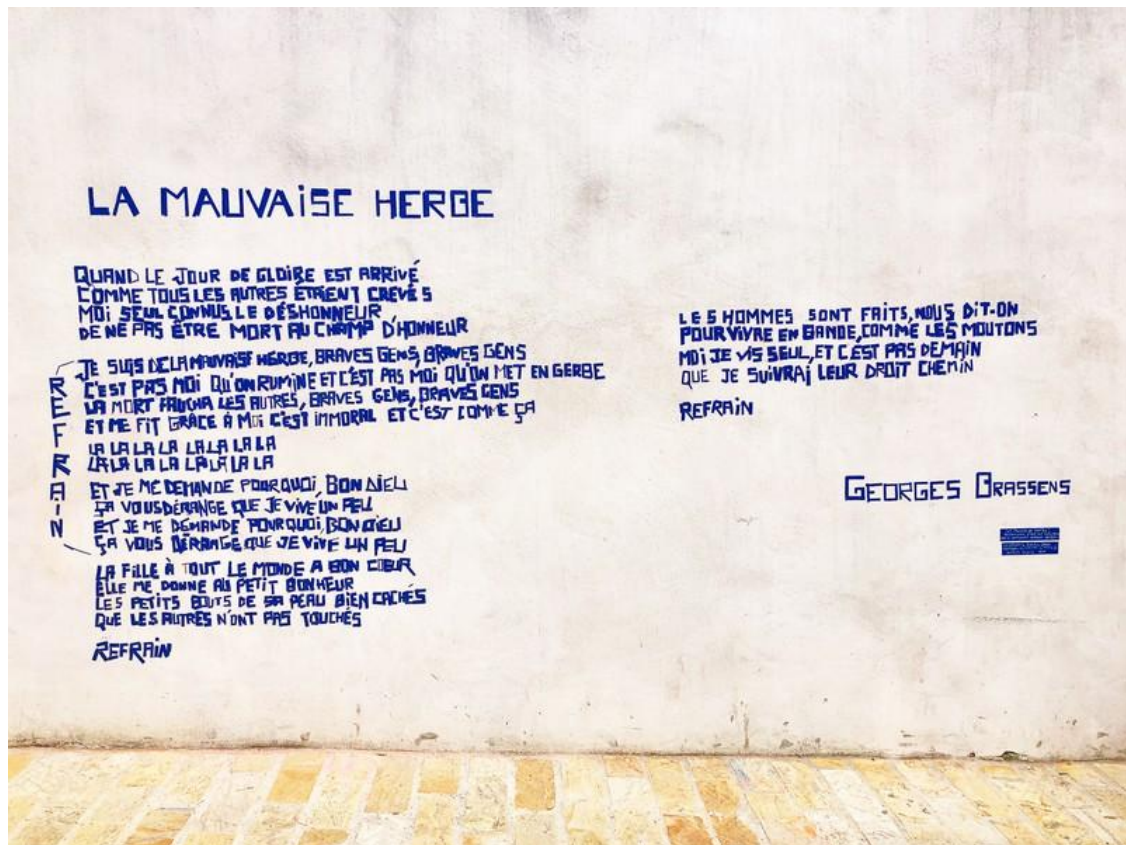 LA MAUVAiSE HERBE
QUAND LE JOUR DE GLOIRE EST ARRIVÉ
COMME TOUS LES AUTRES ÉTAIENT CREVÉS
MOi SEUL CONNUS LE DÉSHONNEUR
DE NE PAS ÊTRE MORT AU CHAMP D'HONNEUR
REFRAiN
JE SUIS DE LA MAUVAISE HERBE, BRAVES GENS, BRAVES GENS
C'EST PAS MOI QU'ON RUMINE ET C'EST PAS MOI QU'ON MET EN GERBE
LA MORT FAUCHA LES AUTRES, BRAVES GENS, BRAVES GENS
ET ME FIT GRÂCE À MOi C'EST IMMORAL ET C'EST COMME ÇA
LA LA LA LA LA LA LA LA
LA LA LA LA LA LA LA LA
ET JE ME DEMANDE POURQUOI, BON DIEU
ÇA VOUS DÉRANGE QUE JE VIVE UN PEU
ET JE ME DEMANDE POURQUOI, BON DIEU
ÇA VOUS DÉRANGE QUE JE VIVE UN PEU
LA FILLE À TOUT LE MONDE A BON CŒUR
ELLE ME DONNE AU PETIT BONHEUR
LES PETITS BOUTS DE SA PEAU BIEN CACHÉS
QUE LES AUTRES N'ONT PAS TOUCHÉS
REFRAiN
LES HOMMES SONT FAITS, NOUS DIT-ON
POUR VIVRE EN BANDE, COMME LES MOUTONS
MOI JE VIS SEUL, ET C'EST PAS DEMAIN
QUE JE SUiVRAI LEUR DROIT CHEMIN
REFRAiN
GEORGES BRASSENS